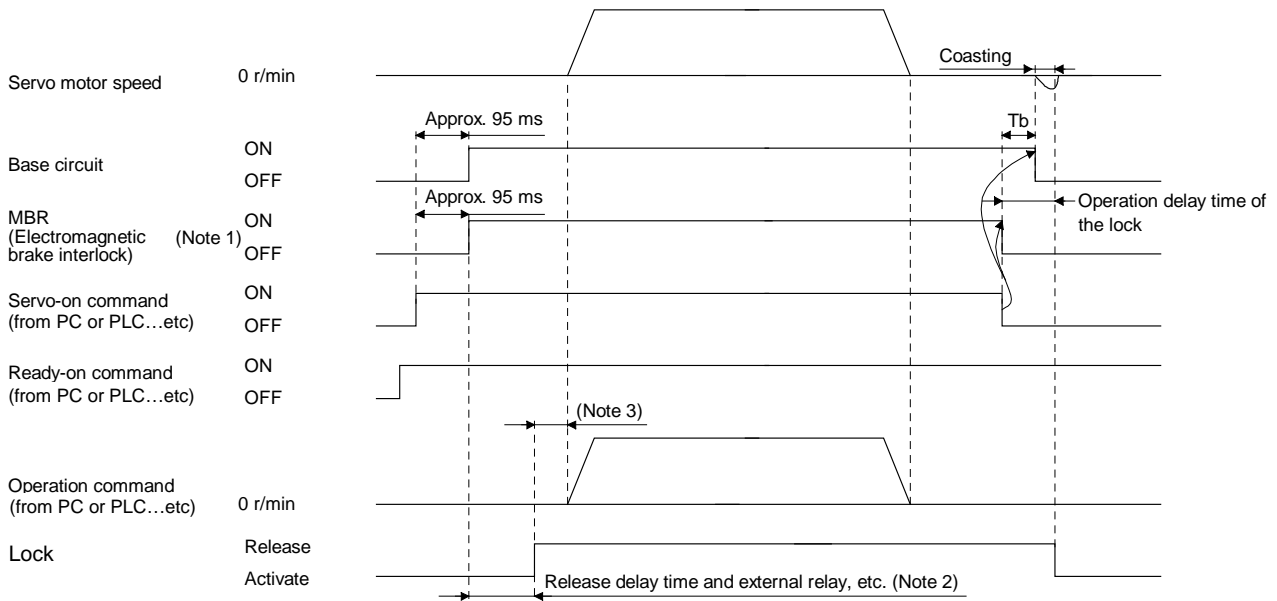 Coasting
Servo motor speed 0 r/min
Approx. 95 ms
Tb
Base circuit
ON
OFF
Approx. 95 ms
Operation delay time of
the lock
MBR
(Electromagnetic
brake interlock)
(Note 1)
ON
OFF
Servo-on command
(from PC or PLC…etc)
ON
OFF
Ready-on command
(from PC or PLC…etc)
ON
OFF
(Note 3)
Operation command
(from PC or PLC…etc) 0 r/min
Lock
Release
Activate
Release delay time and external relay, etc. (Note 2)